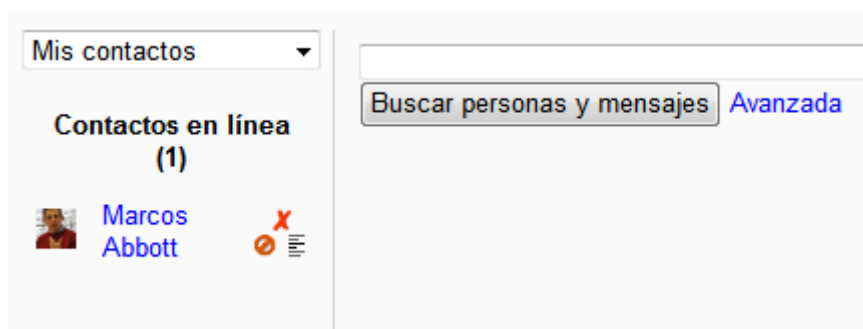 Mis contactos
Contactos en línea
(1)
Marcos
Abbott
Buscar personas y mensajes Avanzada